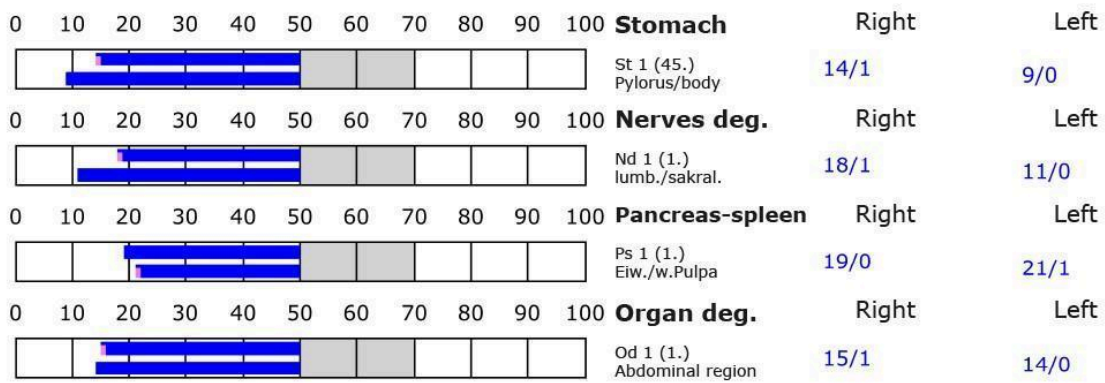 0 10 20 30 40 50 60 70 80 90 100 Stomach Right Left
St 1 (45.) 14/1 9/0
Pylorus/body
0 10 20 30 40 50 60 70 80 90 100 Nerves deg. Right Left
Nd 1 (1.) 18/1 11/0
lumb./sakral.
0 10 20 30 40 50 60 70 80 90 100 Pancreas-spleen Right Left
Ps 1 (1.) 19/0 21/1
Eiw./w.Pulpa
0 10 20 30 40 50 60 70 80 90 100 Organ deg. Right Left
Od 1 (1.) 15/1 14/0
Abdominal region